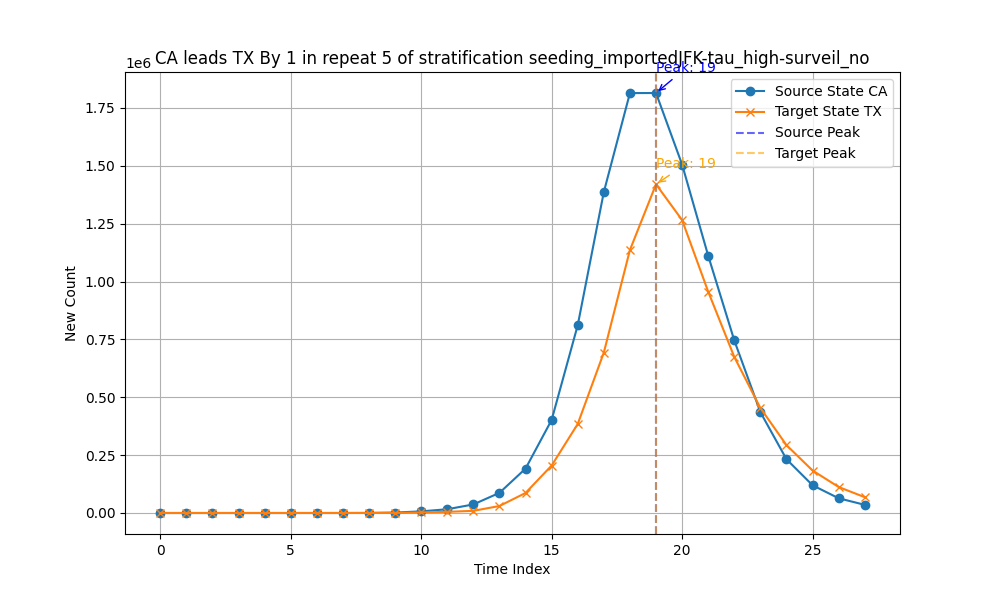 CA leads TX By 1 in repeat 5 of stratification seeding_importedJFK-tau_high-surveil_no
1e6
Peak: 19
Source State CA
Target State TX
Source Peak
Target Peak
Peak: 19
1.75
1.50
1.25
1.00
0.75
0.50
0.25
0.00
New Count
0
5
10
15
20
25
Time Index